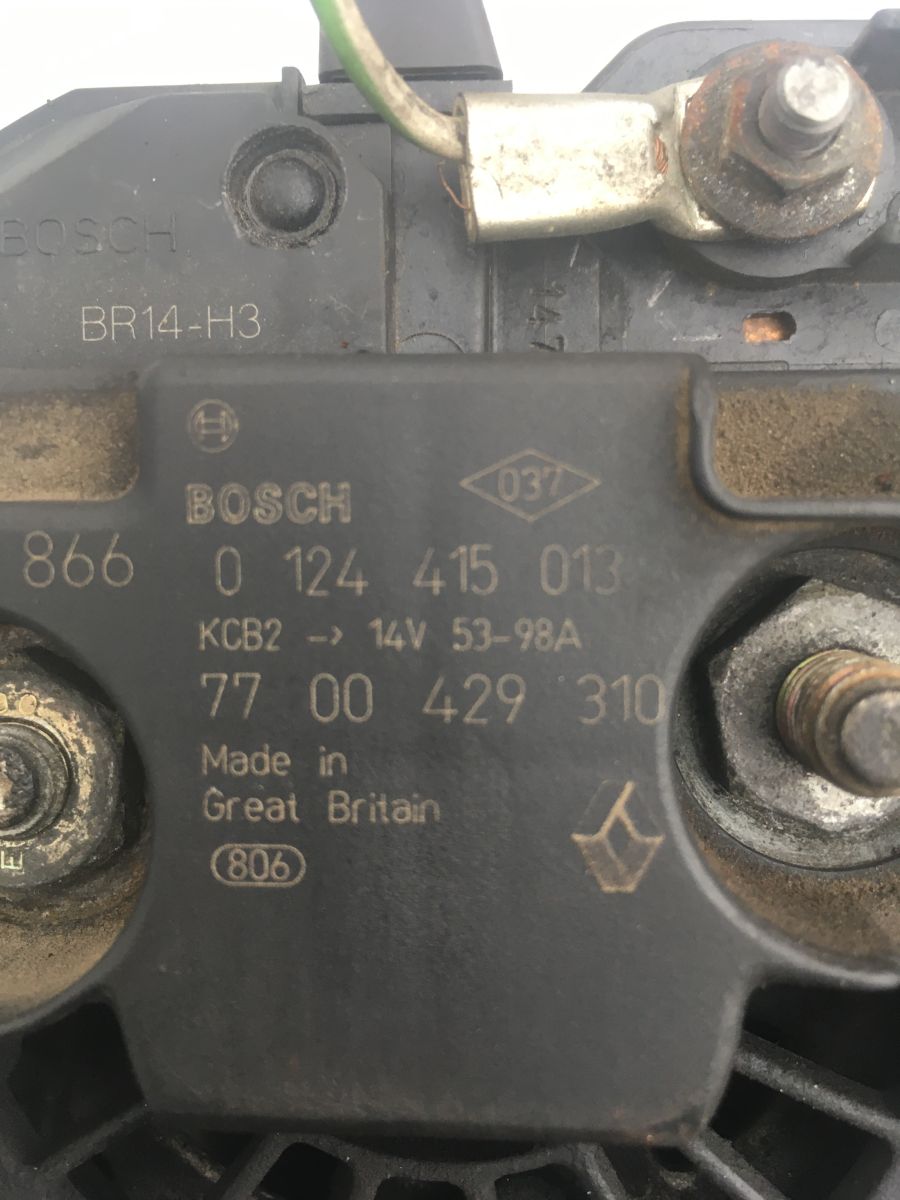 BOSCH
BR14-H3
147
BOSCH
037
866 0 124 415 013
KCB2 -> 14V 53-98A
77 00 429 310
Made in
Great Britain
806
E